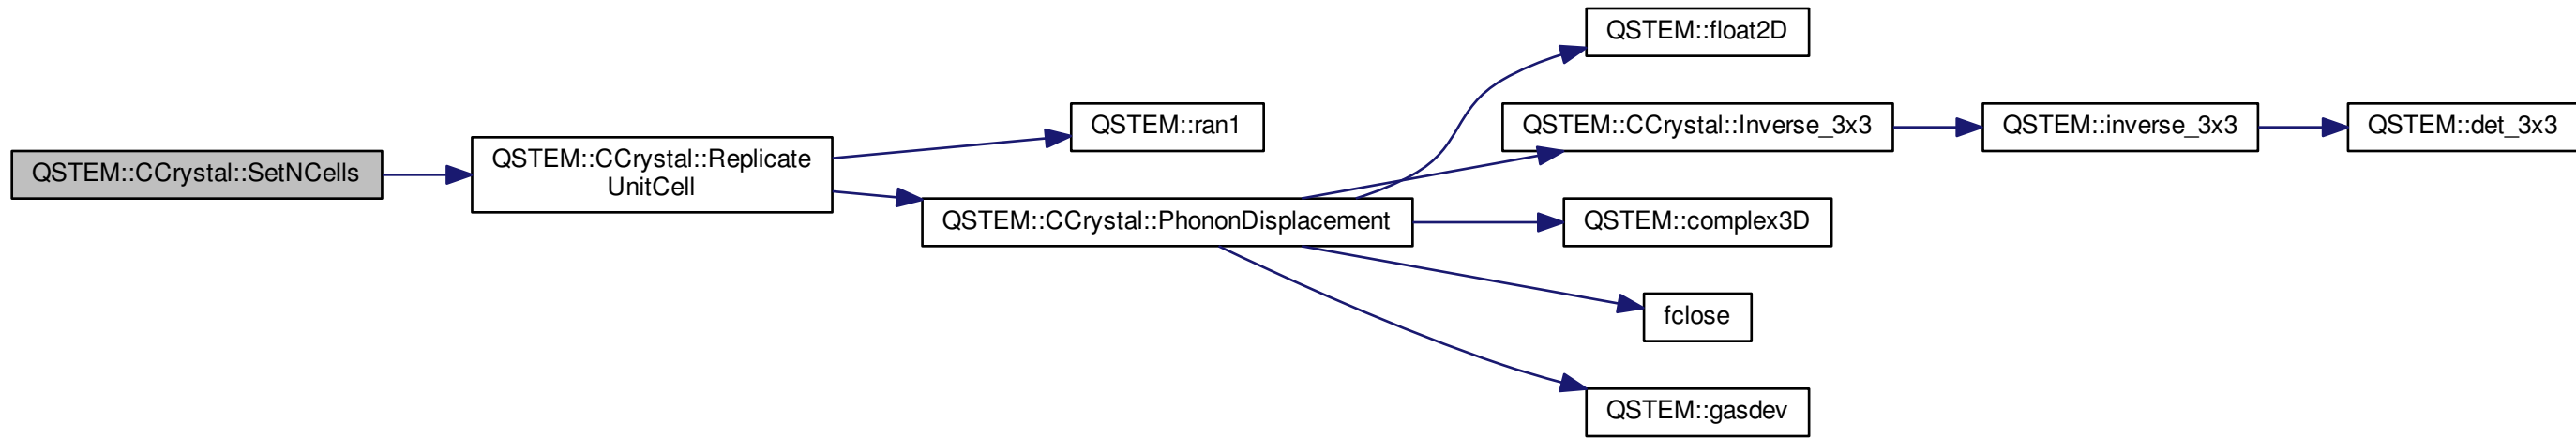 QSTEM::CCrystal::SetNCells
QSTEM::CCrystal::Replicate
UnitCell
QSTEM::ran1
QSTEM::CCrystal::PhononDisplacement
QSTEM::float2D
QSTEM::CCrystal::Inverse_3x3
QSTEM::inverse_3x3
QSTEM::det_3x3
QSTEM::complex3D
fclose
QSTEM::gasdev